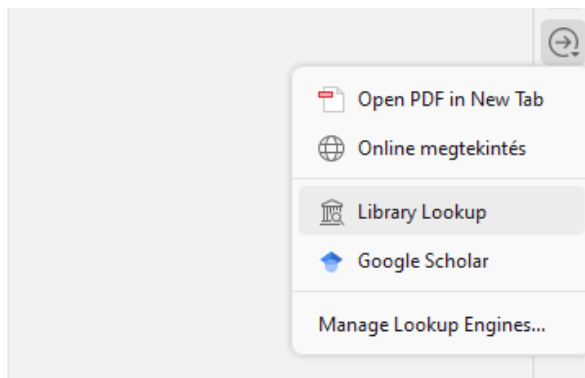 Open PDF in New Tab
Online megtekintés
Library Lookup
Google Scholar
Manage Lookup Engines...